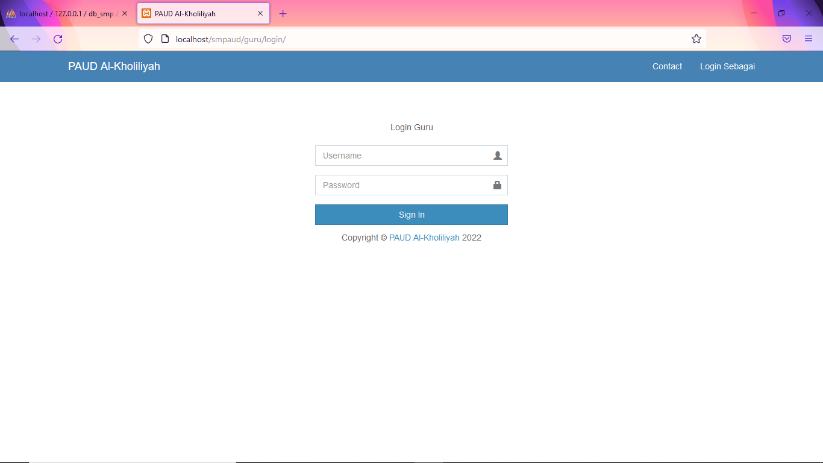 localhost / 127.0.0.1 / db_smp
PAUD Al-Kholiliyah
localhost/smpaud/guru/login/
PAUD Al-Kholiliyah
Contact
Login Sebagai
Login Guru
Username
Password
Sign In
Copyright © PAUD Al-Kholiliyah 2022